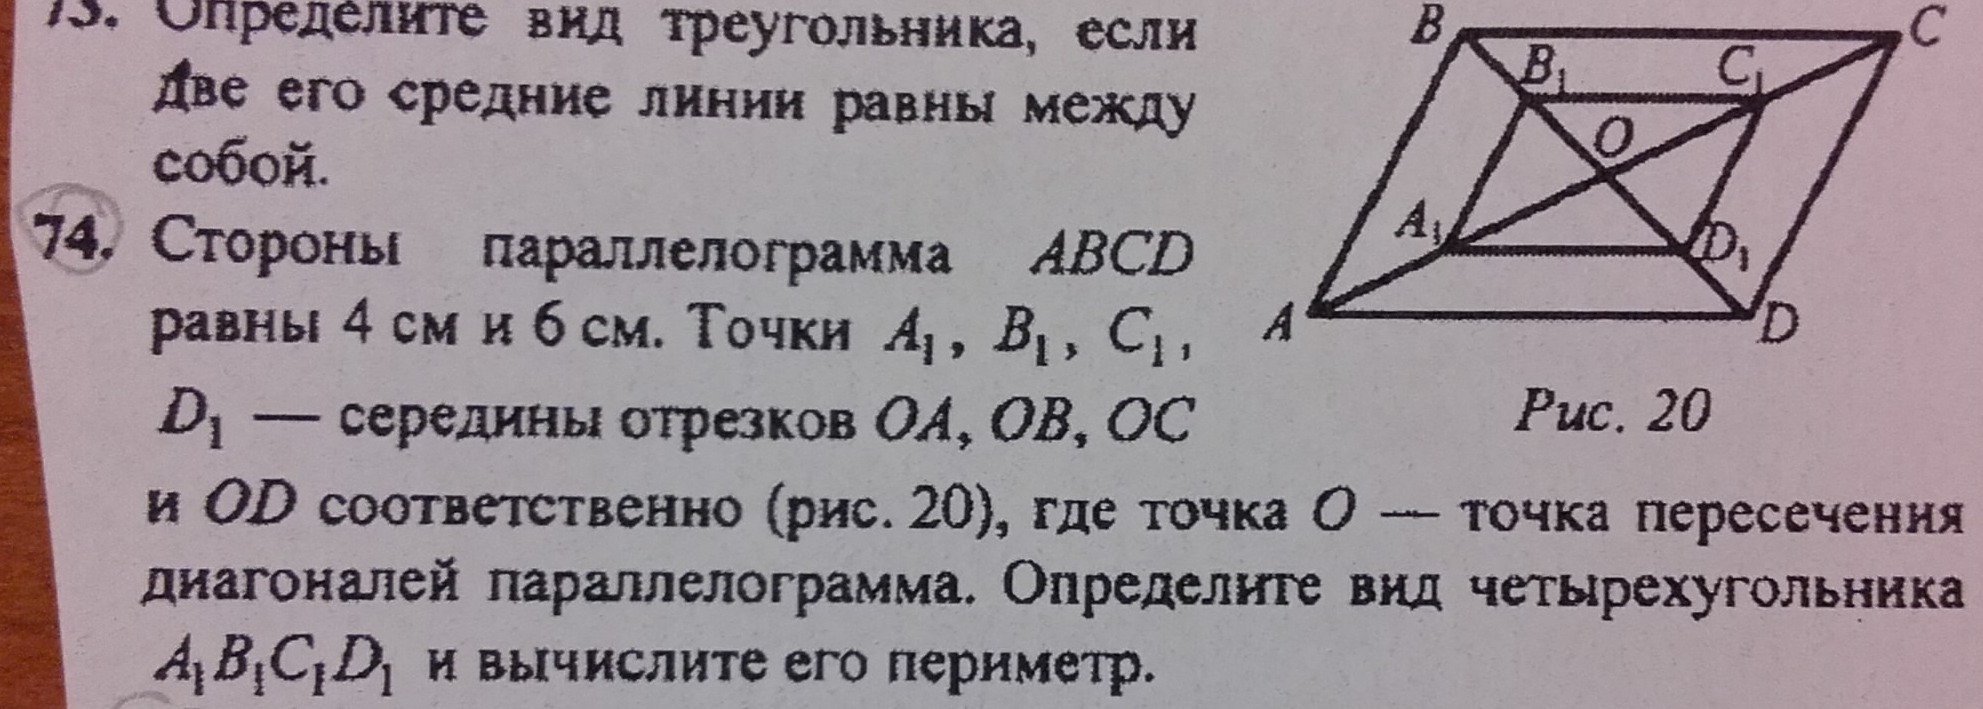 73. Определите вид треугольника, если
две его средние линии равны между
собой.
74. Стороны параллелограмма ABCD
равны 4 см и 6 см. Точки A₁, B₁, C₁,
D₁ — середины отрезков OA, OB, OC
и OD соответственно (рис. 20), где точка O — точка пересечения
диагоналей параллелограмма. Определите вид четырехугольника
A₁B₁C₁D₁ и вычислите его периметр.
B C
B₁ C₁
O
A₁ D₁
A D
Рис. 20